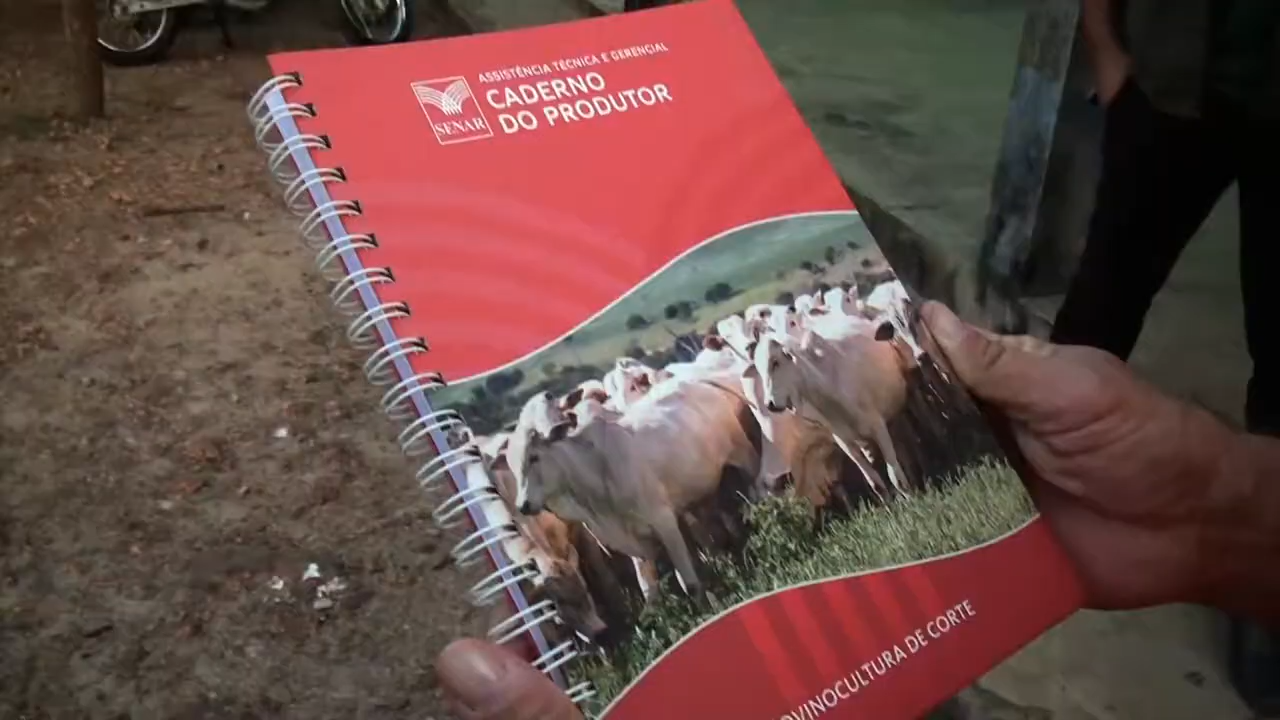 ASSISTÊNCIA TÉCNICA E GERENCIAL
CADERNO
DO PRODUTOR
SENAR
OVINOCULTURA DE CORTE